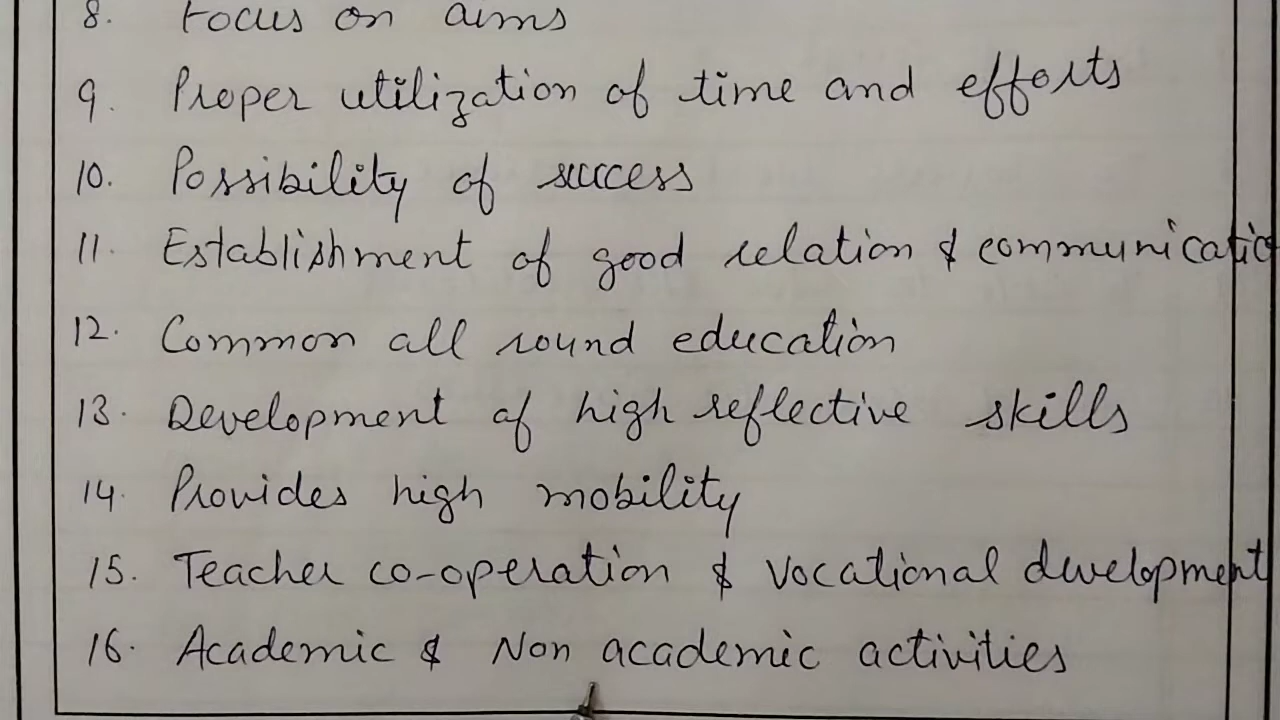 8. Focus on aims
9. Proper utilization of time and efforts
10. Possibility of success
11. Establishment of good relation & communicatio
12. Common all round education
13. Development of high reflective skills
14. Provides high mobility
15. Teacher co-operation & vocational development
16. Academic & Non academic activities